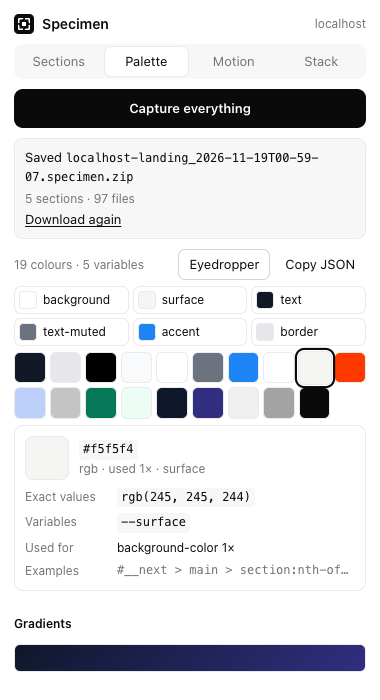 Specimen
localhost
Sections
Palette
Motion
Stack
Capture everything
Saved localhost-landing_2026-11-19T00-59-
07.specimen.zip
5 sections · 97 files
Download again
19 colours · 5 variables
Eyedropper
Copy JSON
background
surface
text
text-muted
accent
border
#f5f5f4
rgb · used 1× · surface
Exact values
rgb(245, 245, 244)
Variables
--surface
Used for
background-color 1×
Examples
#__next > main > section:nth-of…
Gradients